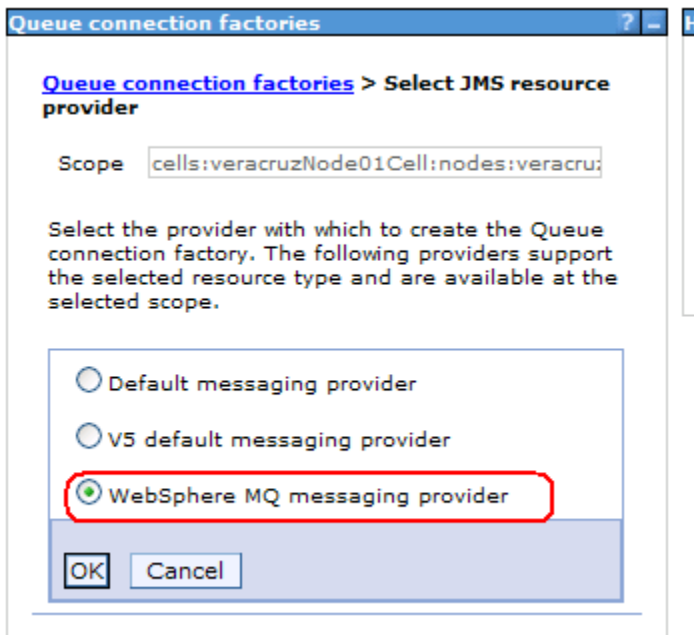 Queue connection factories ? –
Queue connection factories > Select JMS resource
provider
Scope cells:veracruzNode01Cell:nodes:veracruz
Select the provider with which to create the Queue
connection factory. The following providers support
the selected resource type and are available at the
selected scope.
Default messaging provider
V5 default messaging provider
WebSphere MQ messaging provider
OK Cancel